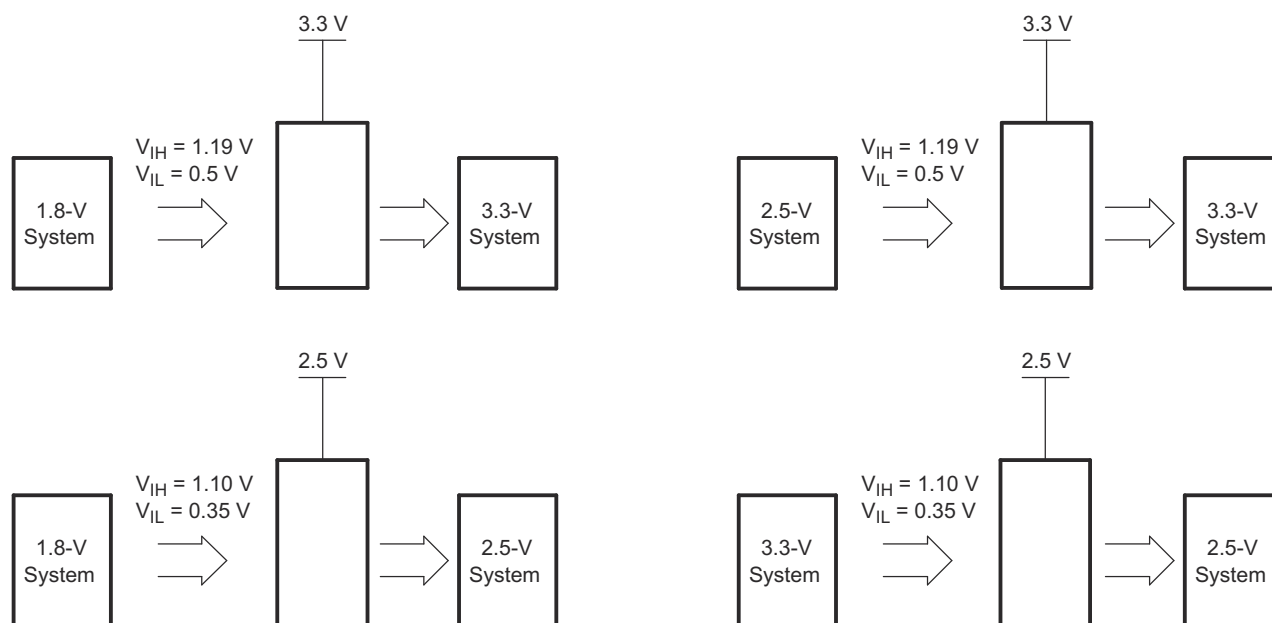 3.3 V
V_IH = 1.19 V
V_IL = 0.5 V
1.8-V
System
3.3-V
System
3.3 V
V_IH = 1.19 V
V_IL = 0.5 V
2.5-V
System
3.3-V
System
2.5 V
V_IH = 1.10 V
V_IL = 0.35 V
1.8-V
System
2.5-V
System
2.5 V
V_IH = 1.10 V
V_IL = 0.35 V
3.3-V
System
2.5-V
System